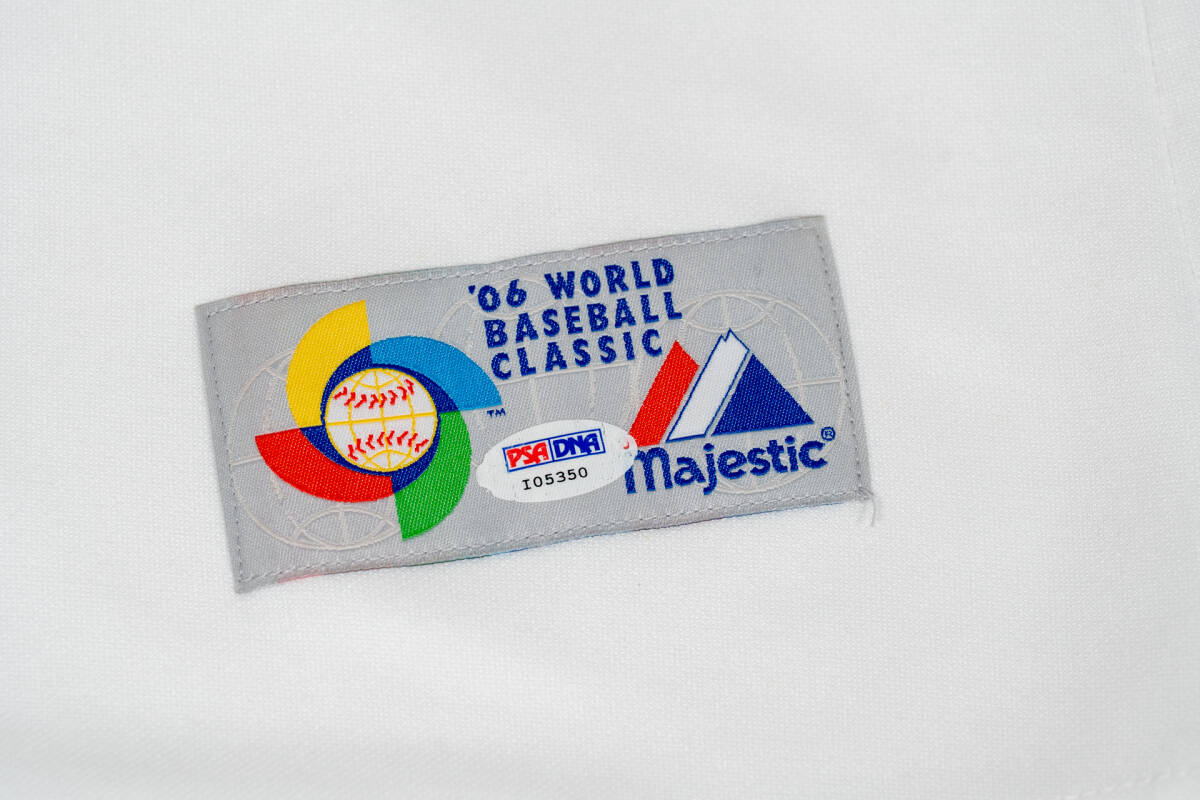 '06 WORLD
BASEBALL
CLASSIC
™
PSA DNA
I05350
Majestic®